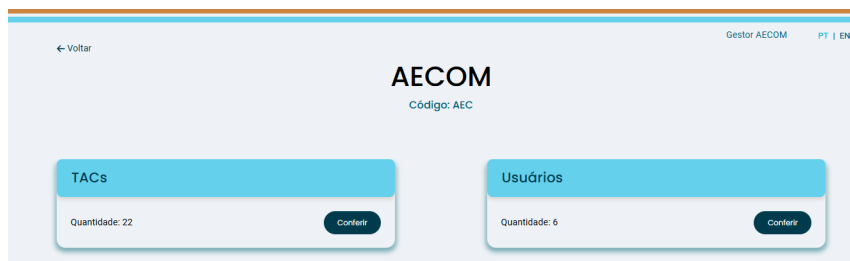 Gestor AECOM PT | EN
← Voltar
AECOM
Código: AEC
TACs
Quantidade: 22 Conferir
Usuários
Quantidade: 6 Conferir